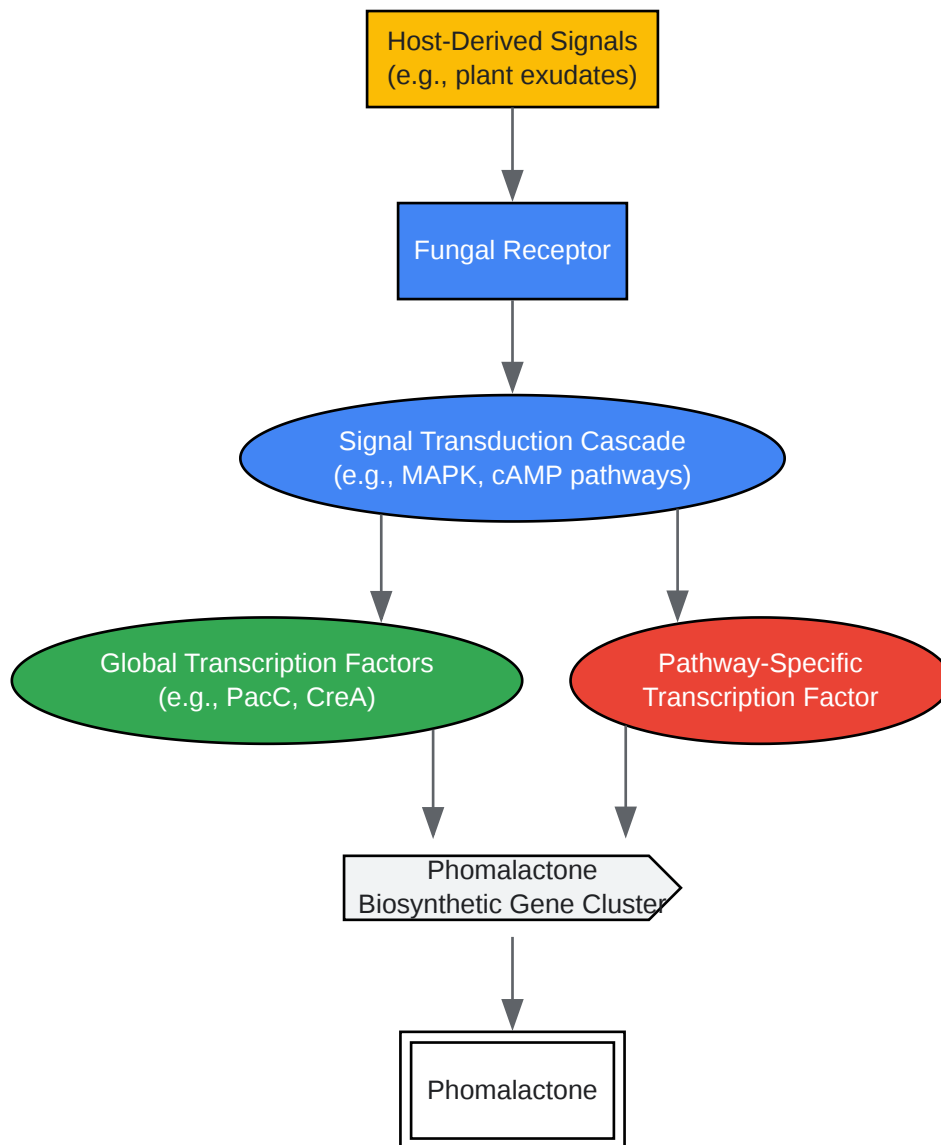 Host-Derived Signals
(e.g., plant exudates)
Fungal Receptor
Signal Transduction Cascade
(e.g., MAPK, cAMP pathways)
Global Transcription Factors
(e.g., PacC, CreA)
Pathway-Specific
Transcription Factor
Phomalactone
Biosynthetic Gene Cluster
Phomalactone